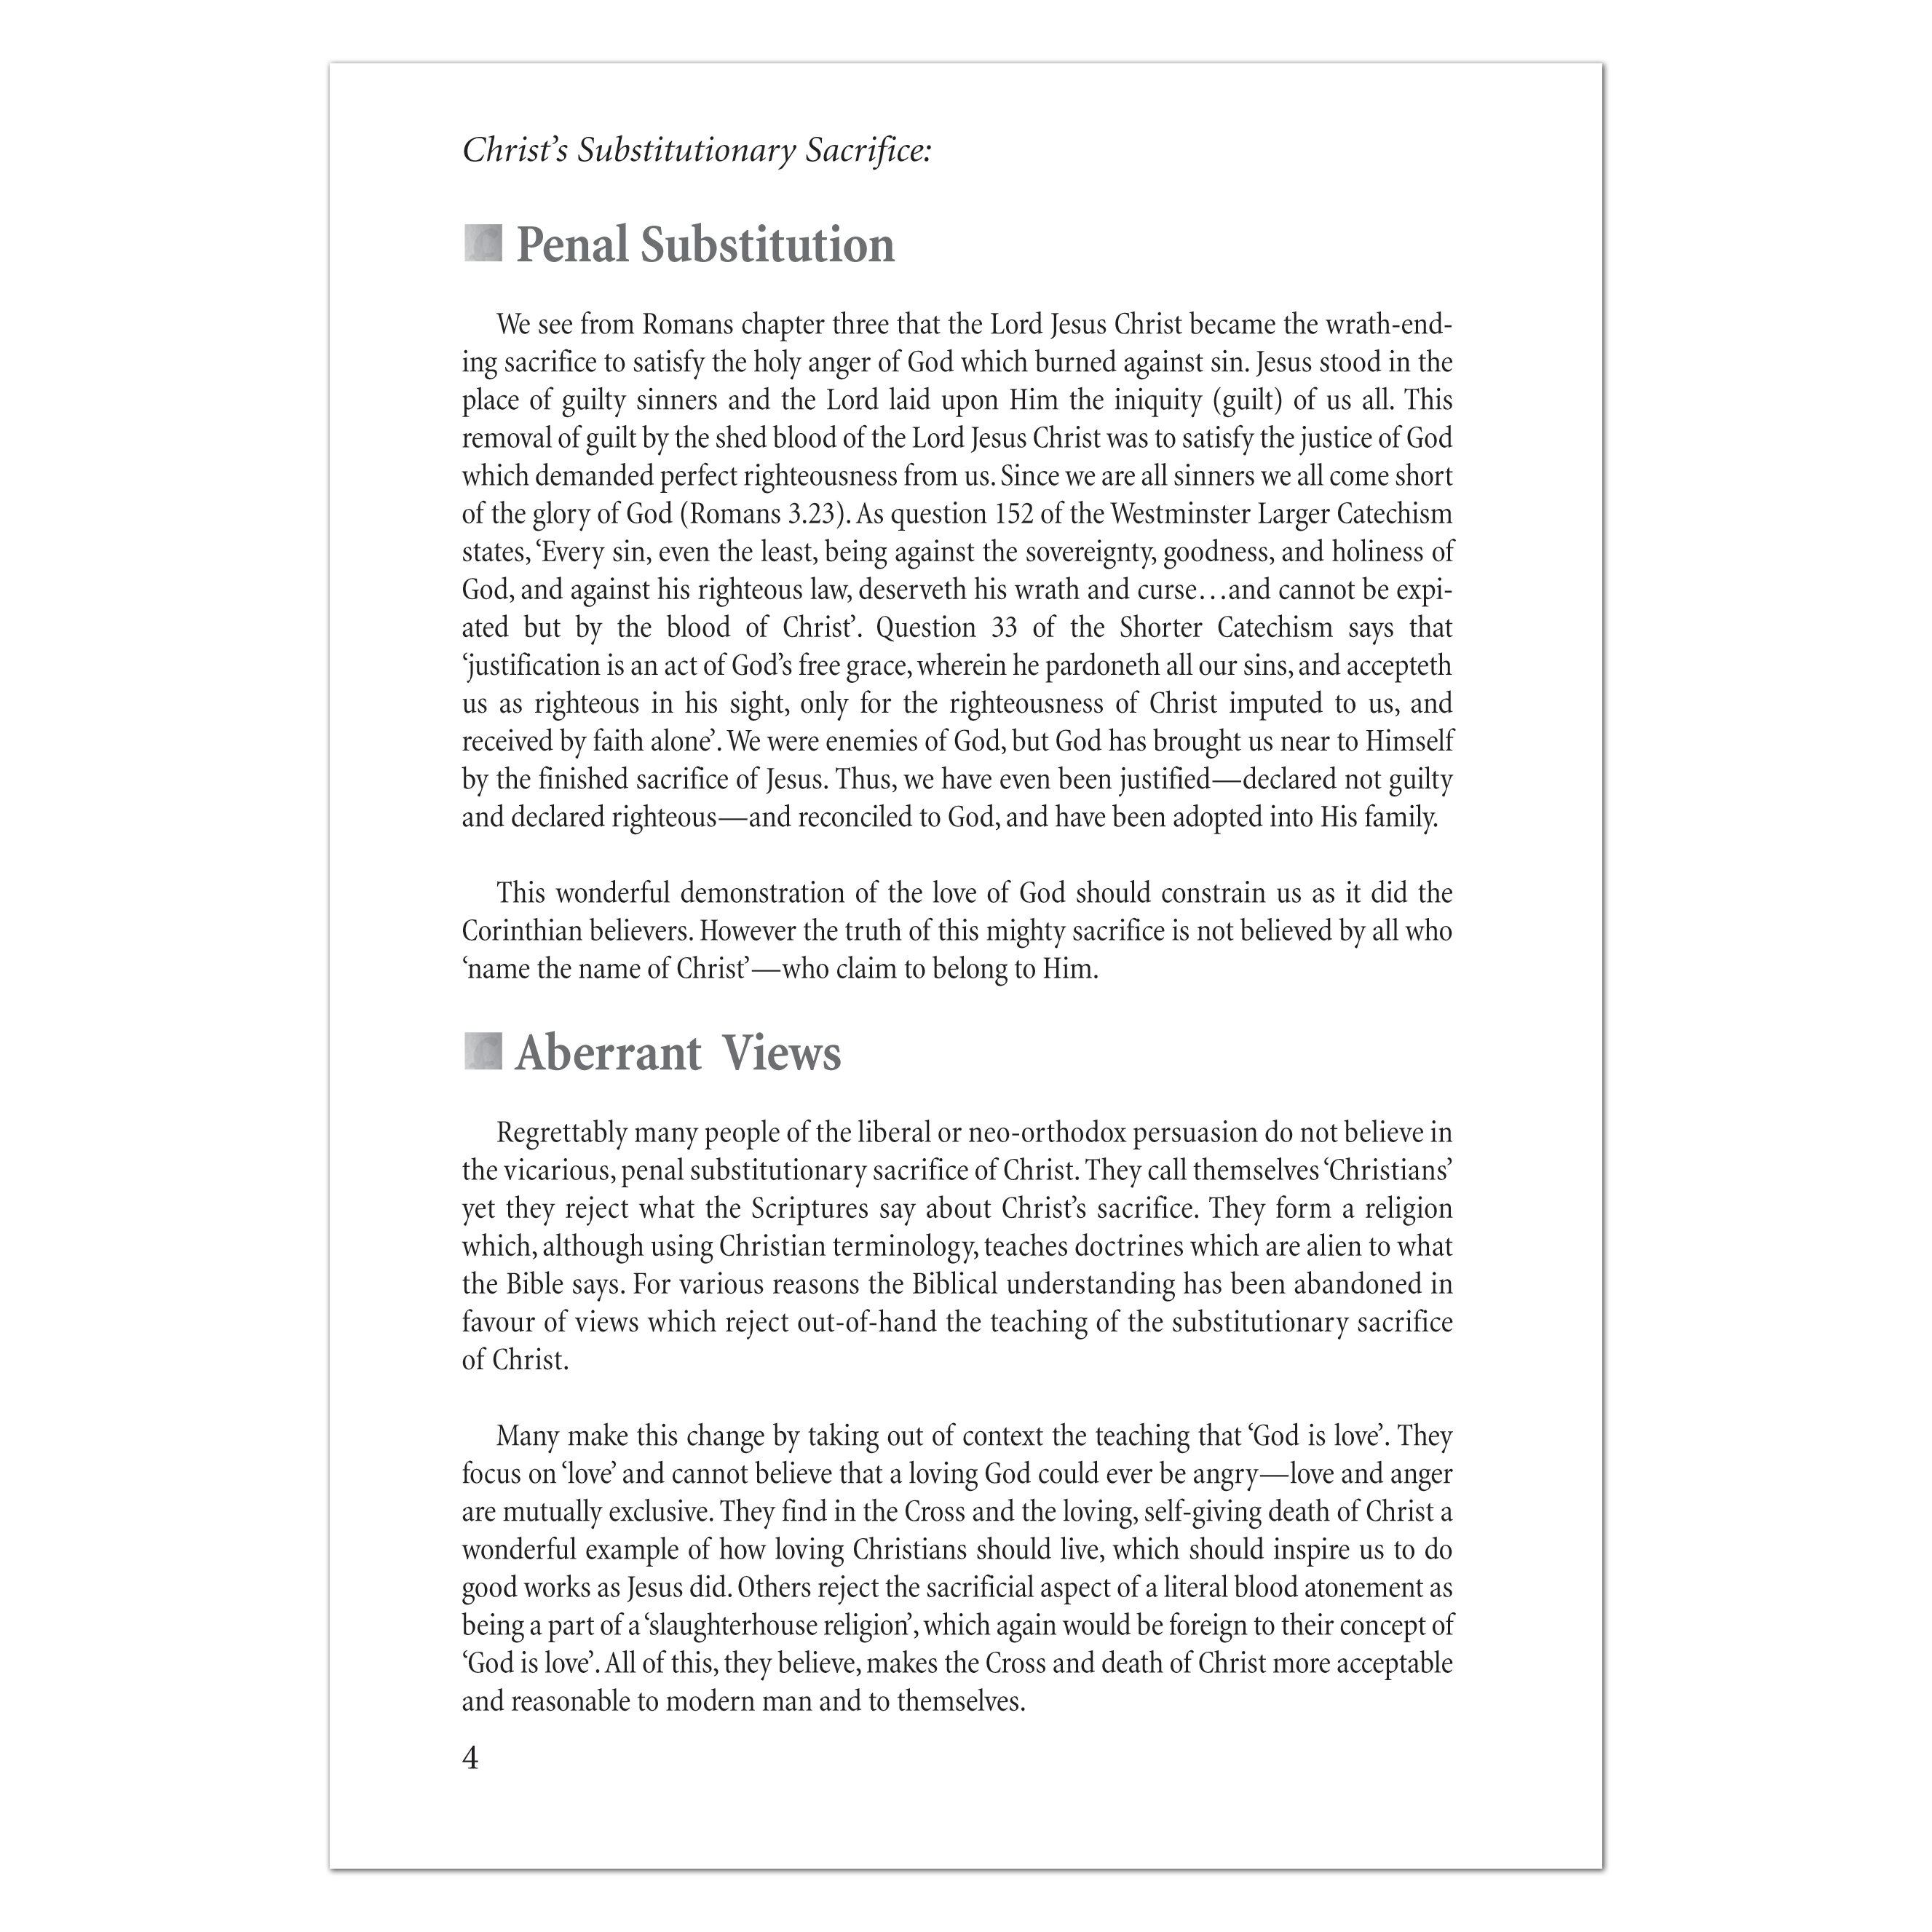 Christ’s Substitutionary Sacrifice:
Penal Substitution
We see from Romans chapter three that the Lord Jesus Christ became the wrath-end-
ing sacrifice to satisfy the holy anger of God which burned against sin. Jesus stood in the
place of guilty sinners and the Lord laid upon Him the iniquity (guilt) of us all. This
removal of guilt by the shed blood of the Lord Jesus Christ was to satisfy the justice of God
which demanded perfect righteousness from us. Since we are all sinners we all come short
of the glory of God (Romans 3.23). As question 152 of the Westminster Larger Catechism
states, ‘Every sin, even the least, being against the sovereignty, goodness, and holiness of
God, and against his righteous law, deserveth his wrath and curse…and cannot be expi-
ated but by the blood of Christ’. Question 33 of the Shorter Catechism says that
‘justification is an act of God’s free grace, wherein he pardoneth all our sins, and accepteth
us as righteous in his sight, only for the righteousness of Christ imputed to us, and
received by faith alone’. We were enemies of God, but God has brought us near to Himself
by the finished sacrifice of Jesus. Thus, we have even been justified—declared not guilty
and declared righteous—and reconciled to God, and have been adopted into His family.
This wonderful demonstration of the love of God should constrain us as it did the
Corinthian believers. However the truth of this mighty sacrifice is not believed by all who
‘name the name of Christ’—who claim to belong to Him.
Aberrant Views
Regrettably many people of the liberal or neo-orthodox persuasion do not believe in
the vicarious, penal substitutionary sacrifice of Christ. They call themselves ‘Christians’
yet they reject what the Scriptures say about Christ’s sacrifice. They form a religion
which, although using Christian terminology, teaches doctrines which are alien to what
the Bible says. For various reasons the Biblical understanding has been abandoned in
favour of views which reject out-of-hand the teaching of the substitutionary sacrifice
of Christ.
Many make this change by taking out of context the teaching that ‘God is love’. They
focus on ‘love’ and cannot believe that a loving God could ever be angry—love and anger
are mutually exclusive. They find in the Cross and the loving, self-giving death of Christ a
wonderful example of how loving Christians should live, which should inspire us to do
good works as Jesus did. Others reject the sacrificial aspect of a literal blood atonement as
being a part of a ‘slaughterhouse religion’, which again would be foreign to their concept of
‘God is love’. All of this, they believe, makes the Cross and death of Christ more acceptable
and reasonable to modern man and to themselves.
4